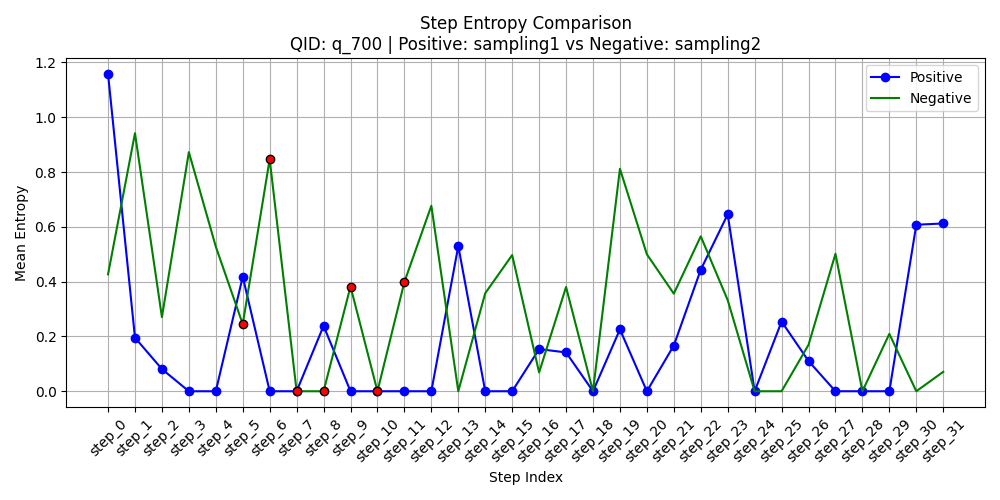 Step Entropy Comparison
QID: q_700 | Positive: sampling1 vs Negative: sampling2
Positive
Negative
Mean Entropy
1.2
1.0
0.8
0.6
0.4
0.2
0.0
step_0
step_1
step_2
step_3
step_4
step_5
step_6
step_7
step_8
step_9
step_10
step_11
step_12
step_13
step_14
step_15
step_16
step_17
step_18
step_19
step_20
step_21
step_22
step_23
step_24
step_25
step_26
step_27
step_28
step_29
step_30
step_31
Step Index